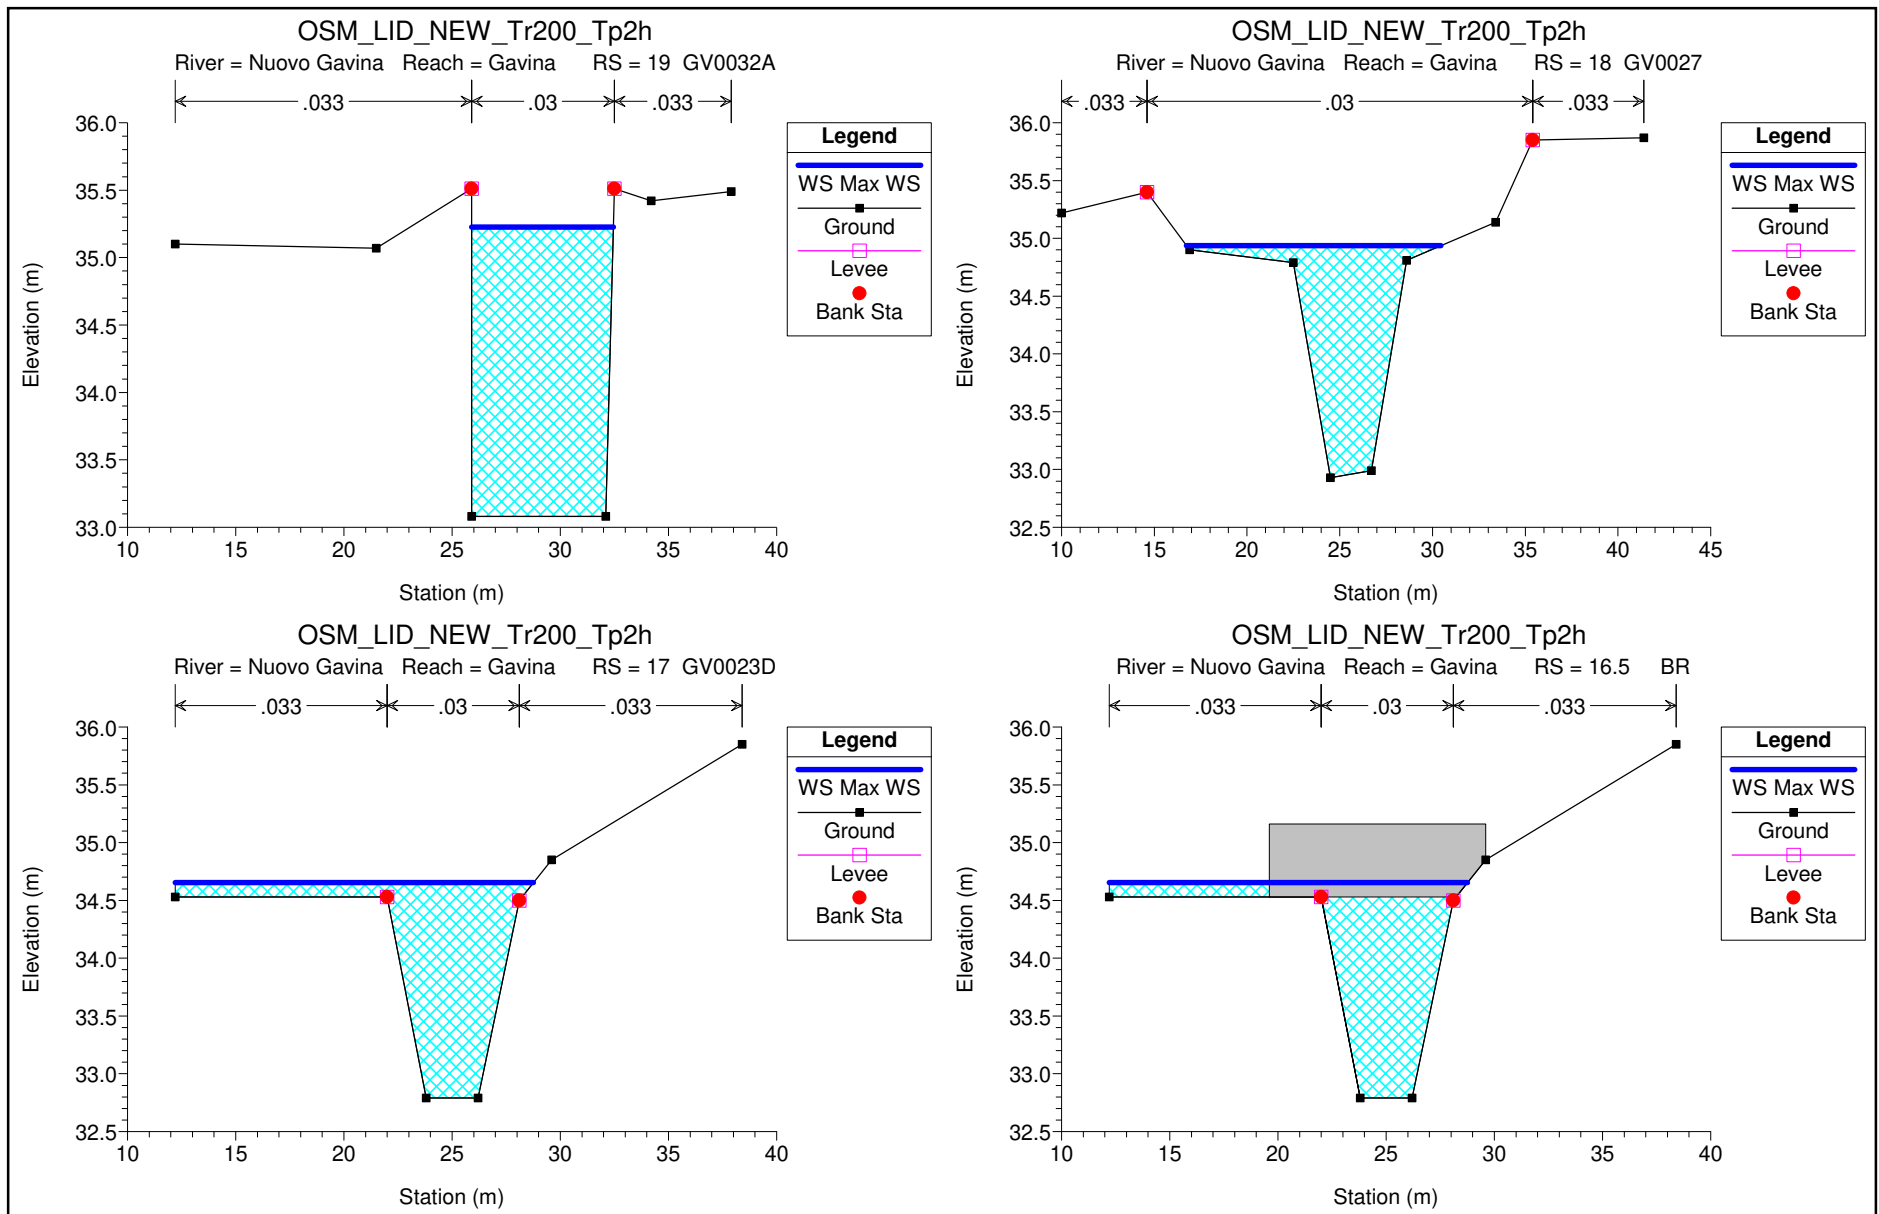 OSM_LID_NEW_Tr200_Tp2h
River = Nuovo Gavina   Reach = Gavina   RS = 19   GV0032A
.033   .03   .033
36.0
35.5
35.0
34.5
34.0
33.5
33.0
Elevation (m)
10   15   20   25   30   35   40
Station (m)
Legend
WS Max WS
Ground
Levee
Bank Sta
OSM_LID_NEW_Tr200_Tp2h
River = Nuovo Gavina   Reach = Gavina   RS = 18   GV0027
.033   .03   .033
36.0
35.5
35.0
34.5
34.0
33.5
33.0
32.5
Elevation (m)
10   15   20   25   30   35   40   45
Station (m)
Legend
WS Max WS
Ground
Levee
Bank Sta
OSM_LID_NEW_Tr200_Tp2h
River = Nuovo Gavina   Reach = Gavina   RS = 17   GV0023D
.033   .03   .033
36.0
35.5
35.0
34.5
34.0
33.5
33.0
32.5
Elevation (m)
10   15   20   25   30   35   40
Station (m)
Legend
WS Max WS
Ground
Levee
Bank Sta
OSM_LID_NEW_Tr200_Tp2h
River = Nuovo Gavina   Reach = Gavina   RS = 16.5   BR
.033   .03   .033
36.0
35.5
35.0
34.5
34.0
33.5
33.0
32.5
Elevation (m)
10   15   20   25   30   35   40
Station (m)
Legend
WS Max WS
Ground
Levee
Bank Sta